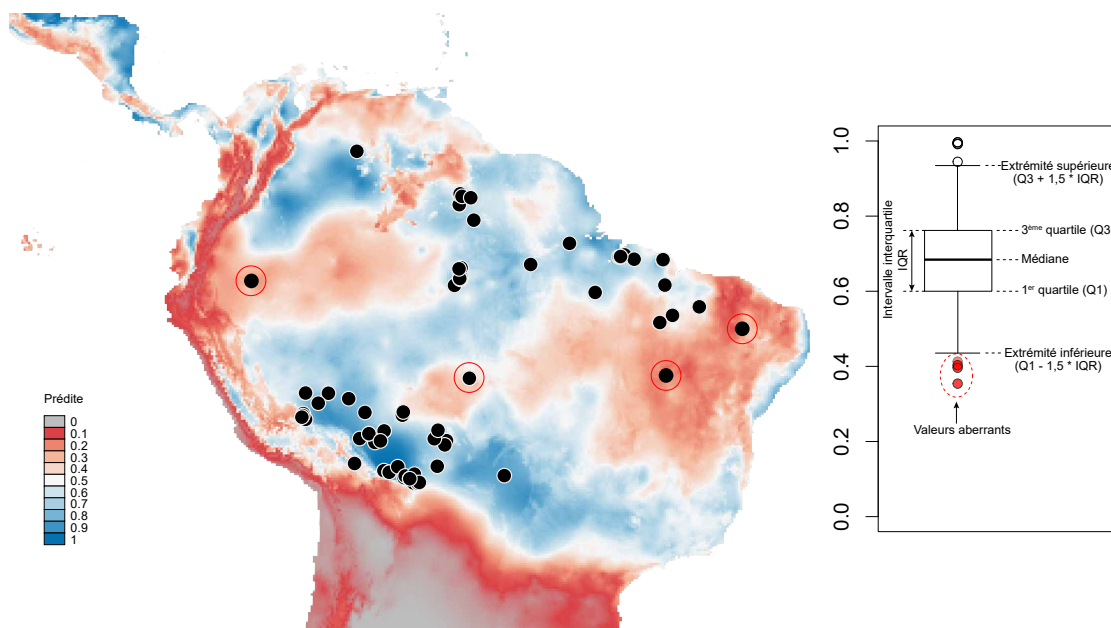 Prédite
0
0.1
0.2
0.3
0.4
0.5
0.6
0.7
0.8
0.9
1
1.0
0.8
0.6
0.4
0.2
0.0
Intervalle interquartile
IQR
Extrémité supérieure
(Q3 + 1,5 * IQR)
3ème quartile (Q3
Médiane
1er quartile (Q1)
Extrémité inférieure
(Q1 - 1,5 * IQR)
Valeurs aberrants